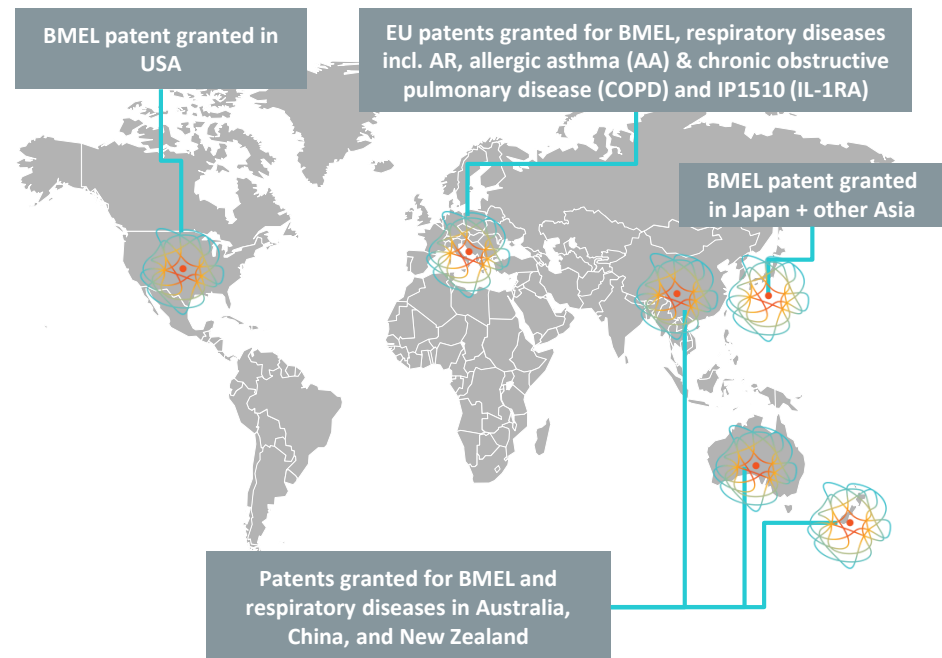 BMEL patent granted in
USA
EU patents granted for BMEL, respiratory diseases
incl. AR, allergic asthma (AA) & chronic obstructive
pulmonary disease (COPD) and IP1510 (IL-1RA)
BMEL patent granted
in Japan + other Asia
Patents granted for BMEL and
respiratory diseases in Australia,
China, and New Zealand